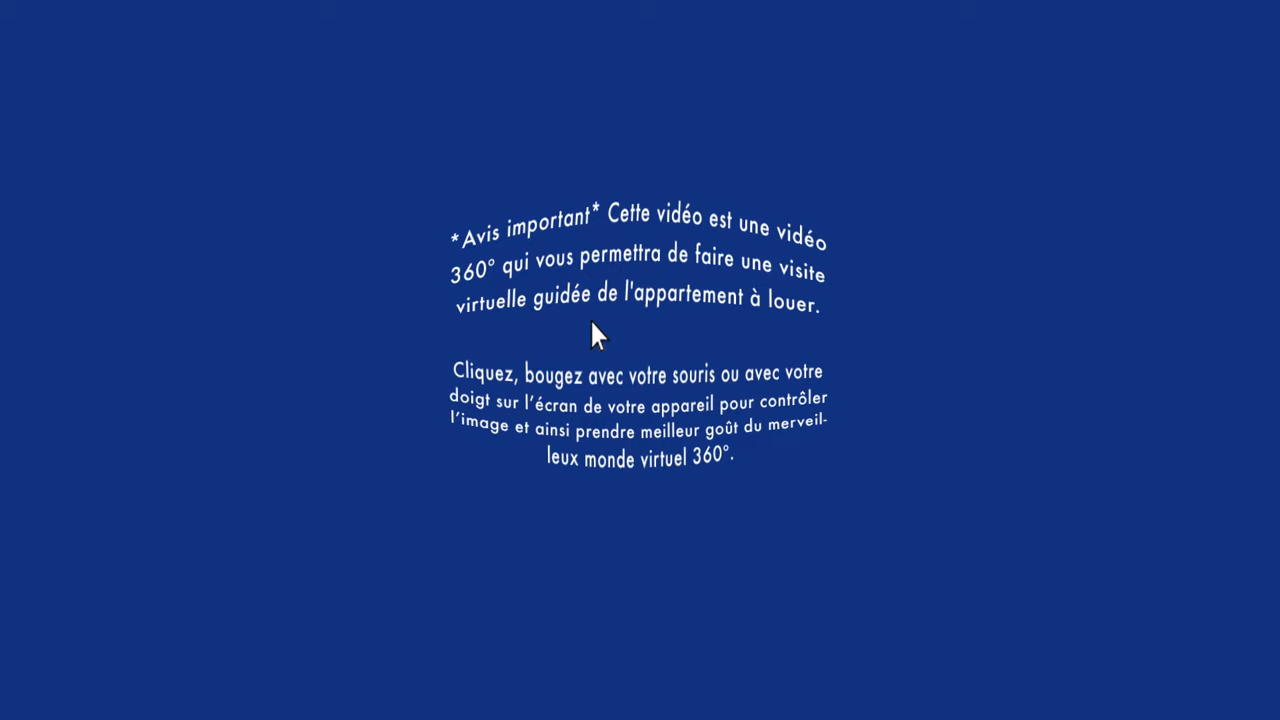 *Avis important* Cette vidéo est une vidéo
360° qui vous permettra de faire une visite
virtuelle guidée de l'appartement à louer.
Cliquez, bougez avec votre souris ou avec votre
doigt sur l’écran de votre appareil pour contrôler
l’image et ainsi prendre meilleur goût du merveil-
leux monde virtuel 360°.